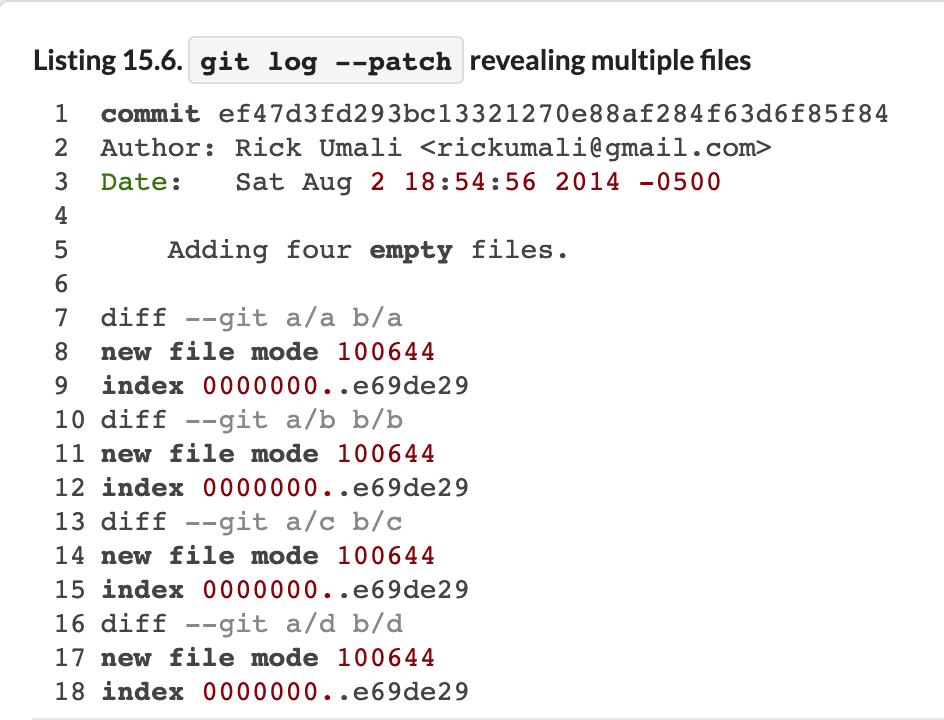 Listing 15.6. git log --patch revealing multiple files
1 commit ef47d3fd293bc13321270e88af284f63d6f85f84
2 Author: Rick Umali <rickumali@gmail.com>
3 Date:   Sat Aug 2 18:54:56 2014 -0500
4
5     Adding four empty files.
6
7 diff --git a/a b/a
8 new file mode 100644
9 index 0000000..e69de29
10 diff --git a/b b/b
11 new file mode 100644
12 index 0000000..e69de29
13 diff --git a/c b/c
14 new file mode 100644
15 index 0000000..e69de29
16 diff --git a/d b/d
17 new file mode 100644
18 index 0000000..e69de29